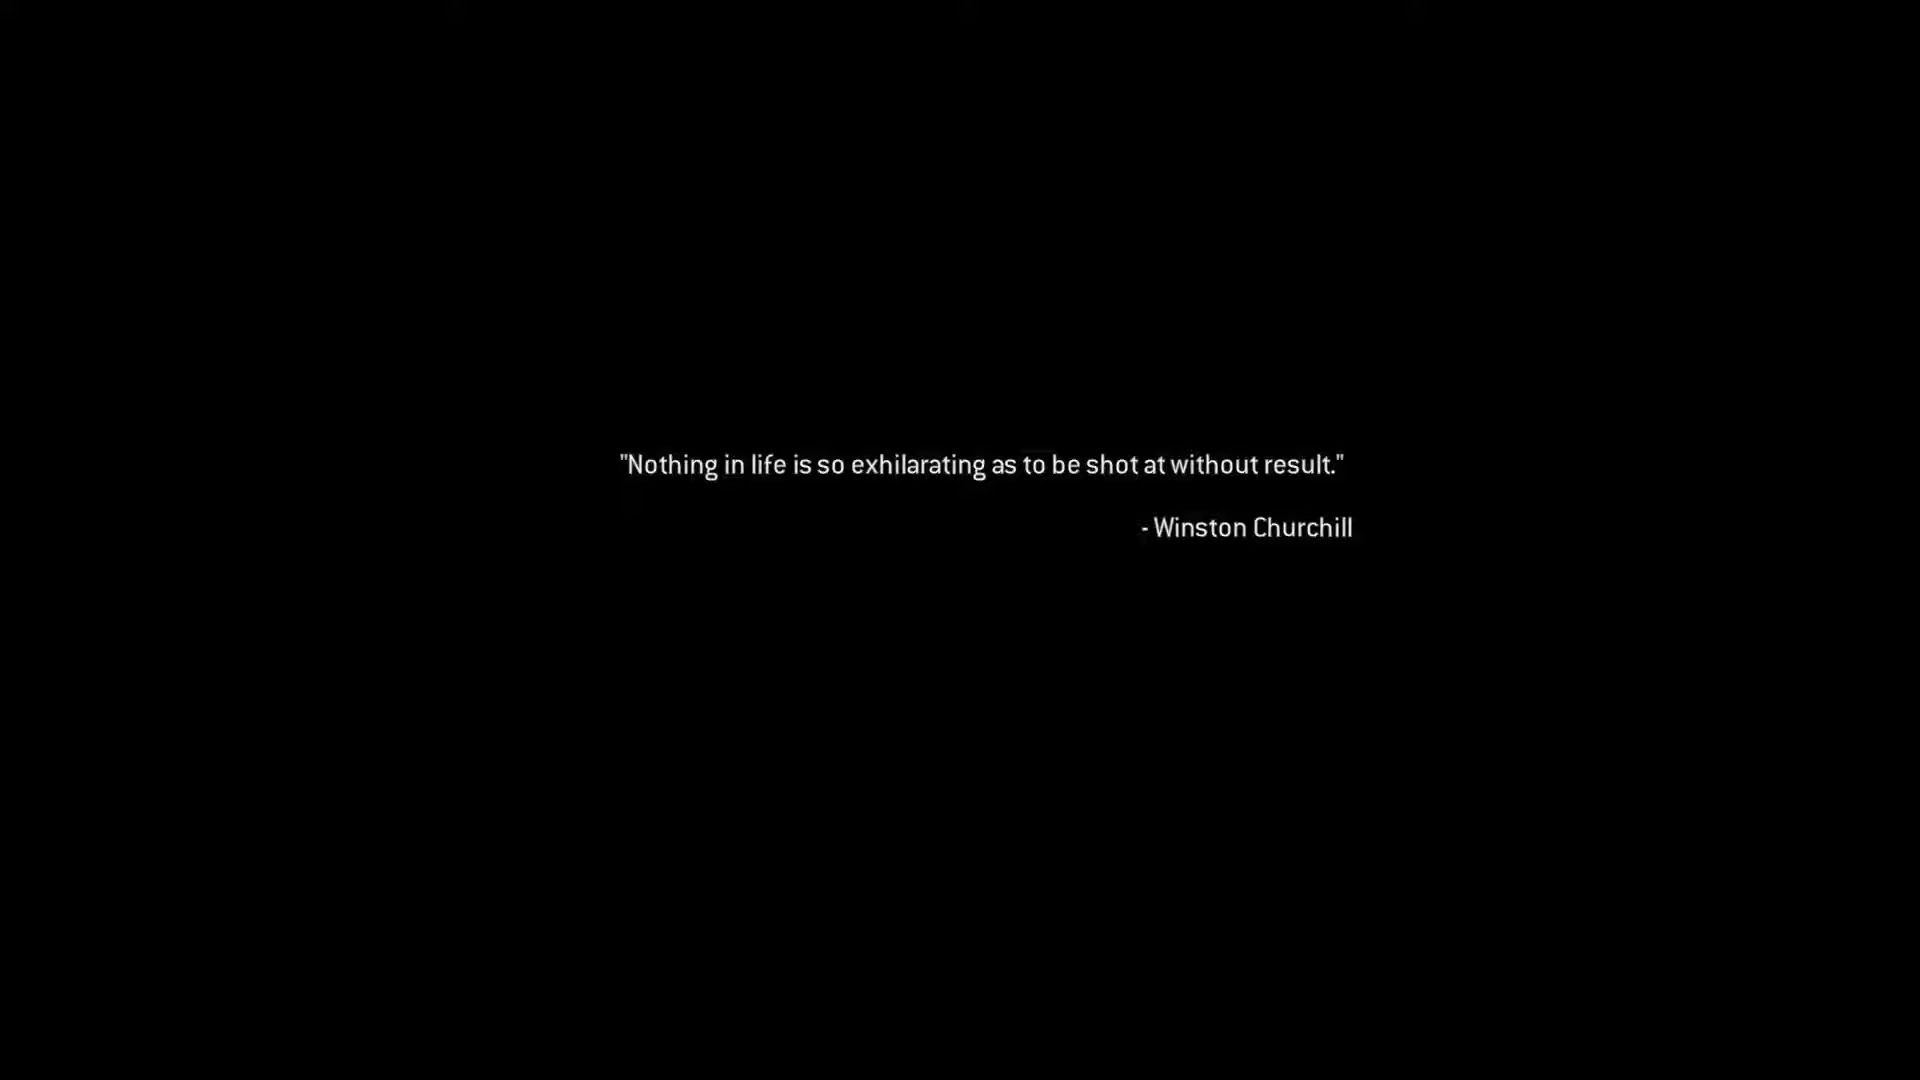 "Nothing in life is so exhilarating as to be shot at without result."
- Winston Churchill